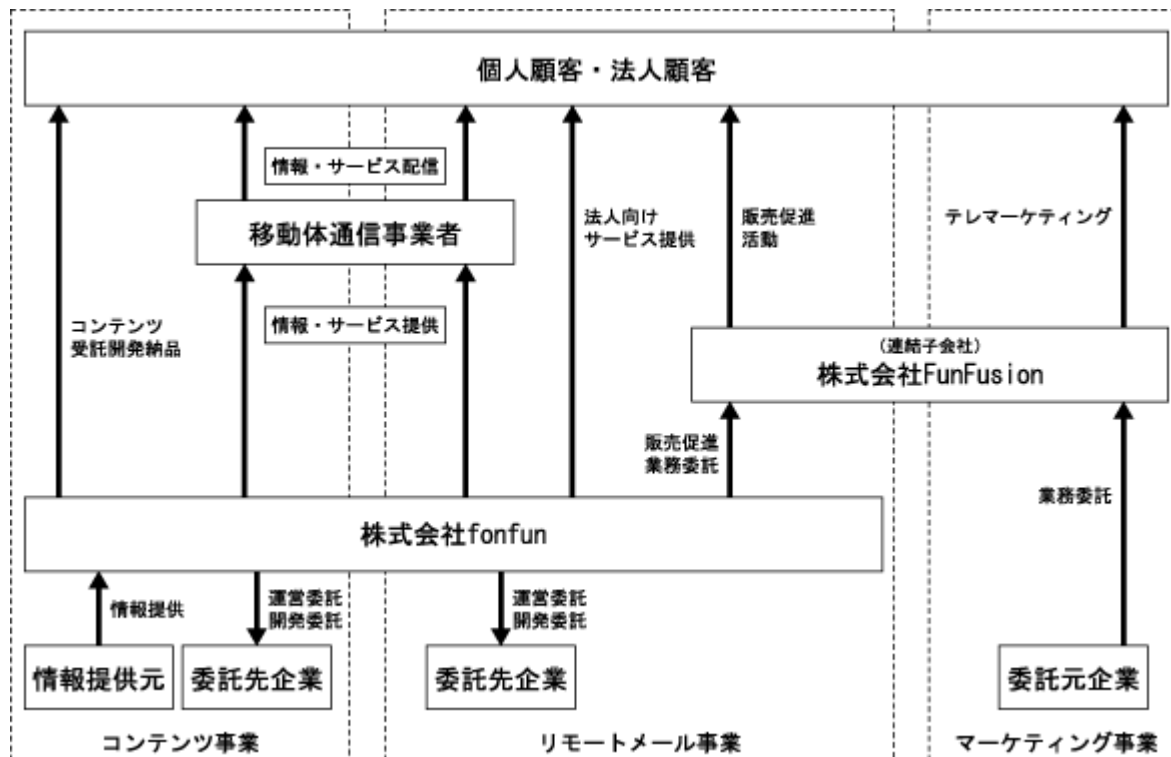 個人顧客・法人顧客
情報・サービス配信
移動体通信事業者
法人向け
サービス提供
販売促進
活動
テレマーケティング
情報・サービス提供
コンテンツ
受託開発納品
(連結子会社)
株式会社FunFusion
販売促進
業務委託
業務委託
株式会社fonfun
情報提供
運営委託
開発委託
運営委託
開発委託
情報提供元
委託先企業
委託先企業
委託元企業
コンテンツ事業
リモートメール事業
マーケティング事業